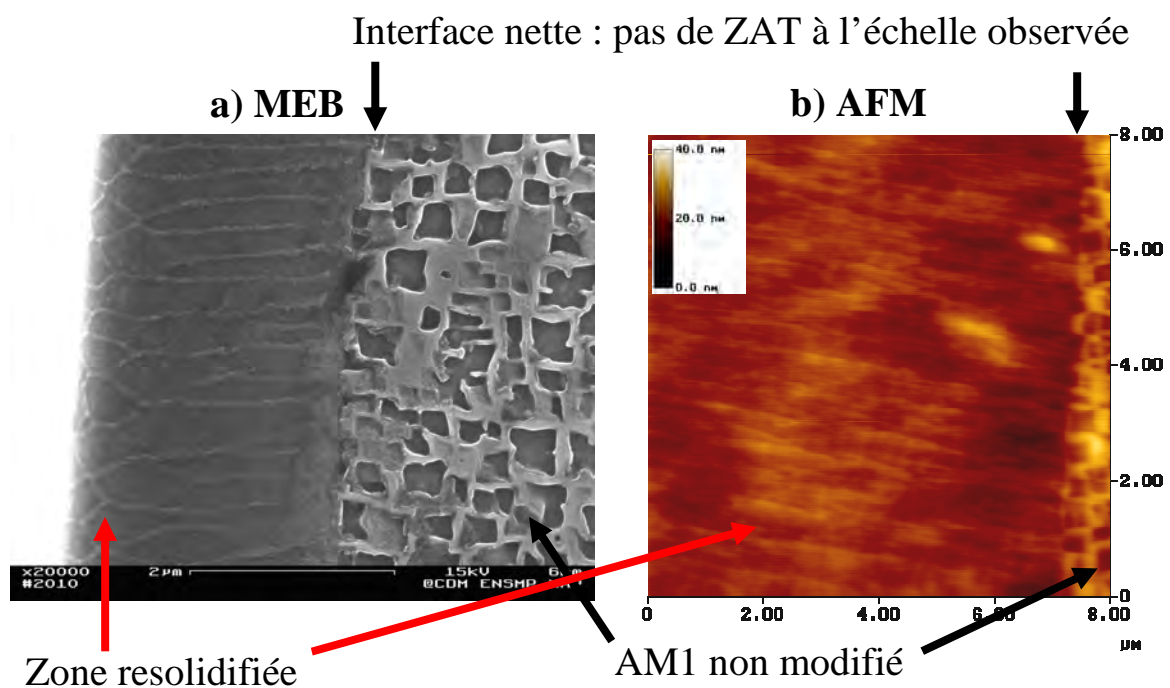 Interface nette : pas de ZAT à l'échelle observée
a) MEB
b) AFM
40.0 nM
20.0 nM
0.0 nM
8.00
6.00
4.00
2.00
0
0 2.00 4.00 6.00 8.00
µM
x20000 2µm 15kV 6mm
#2010 @CDM ENSMP
Zone resolidifiée
AM1 non modifié